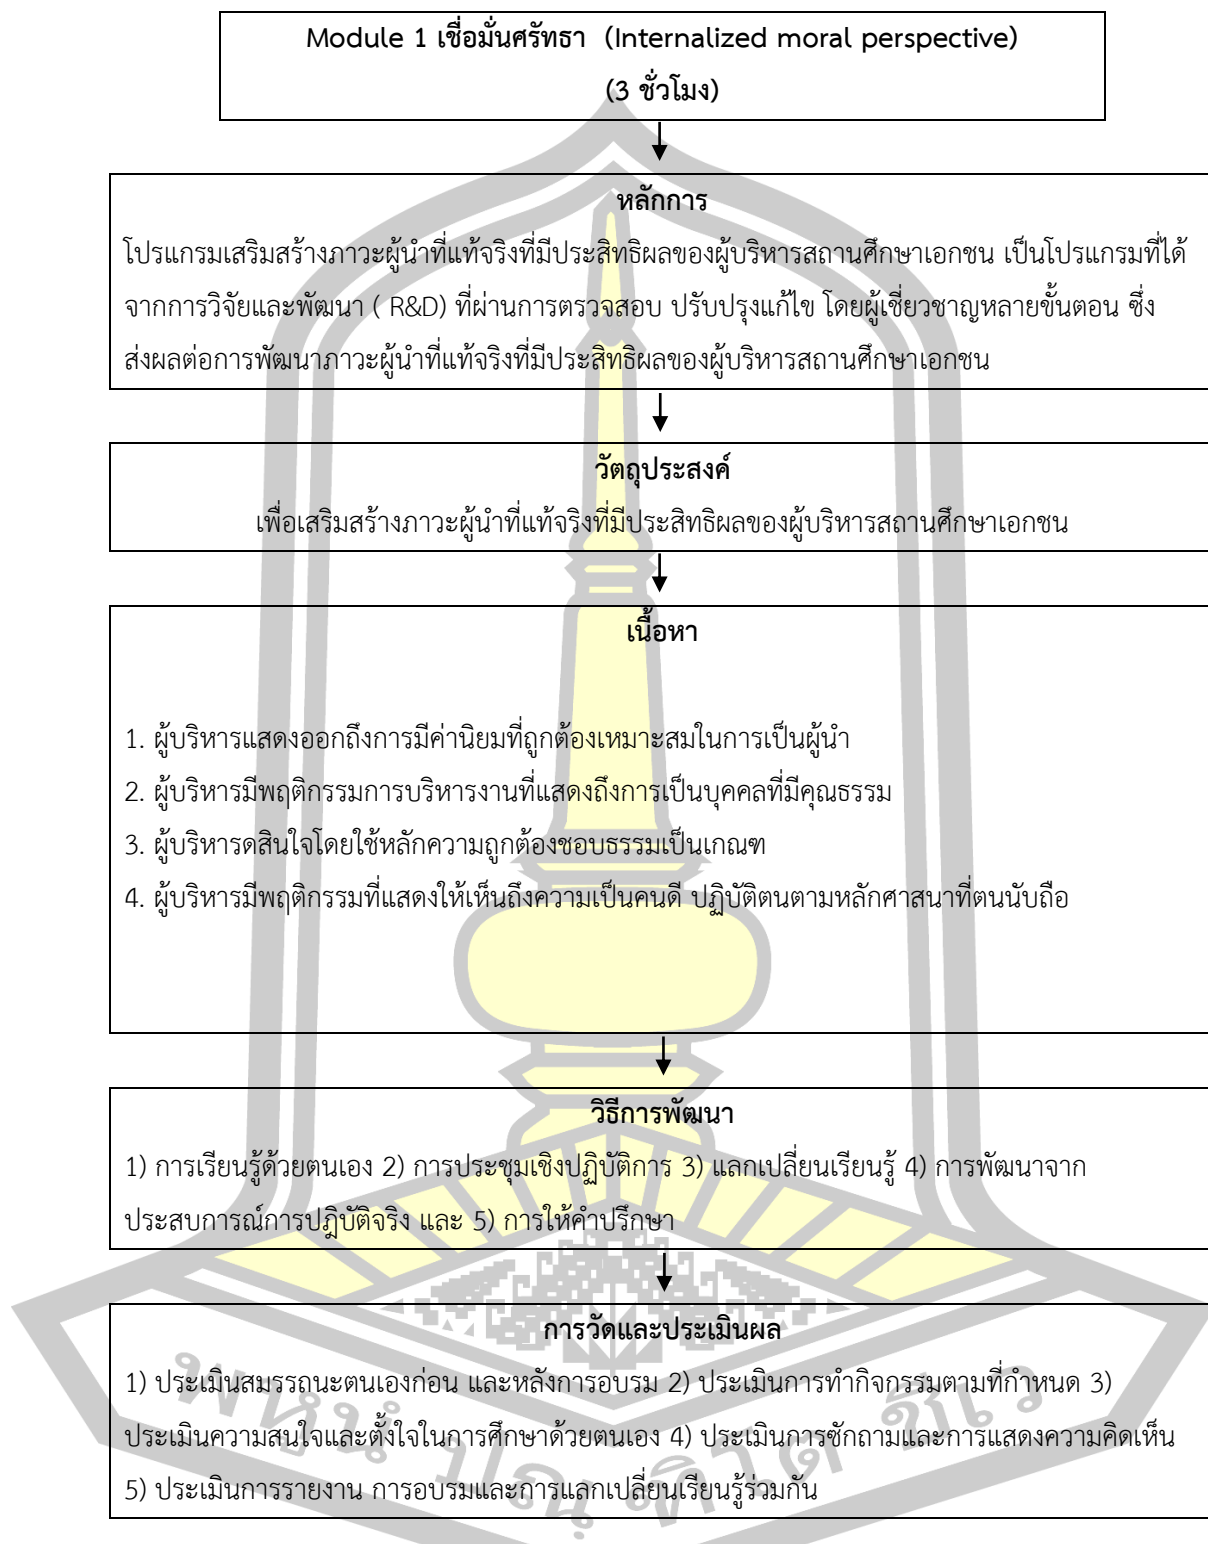 Module 1 เชื่อมั่นศรัทธา (Internalized moral perspective)
(3 ชั่วโมง)
หลักการ
โปรแกรมเสริมสร้างภาวะผู้นำที่แท้จริงที่มีประสิทธิผลของผู้บริหารสถานศึกษาเอกชน เป็นโปรแกรมที่ได้
จากการวิจัยและพัฒนา ( R&D) ที่ผ่านการตรวจสอบ ปรับปรุงแก้ไข โดยผู้เชี่ยวชาญหลายขั้นตอน ซึ่ง
ส่งผลต่อการพัฒนาภาวะผู้นำที่แท้จริงที่มีประสิทธิผลของผู้บริหารสถานศึกษาเอกชน
วัตถุประสงค์
เพื่อเสริมสร้างภาวะผู้นำที่แท้จริงที่มีประสิทธิผลของผู้บริหารสถานศึกษาเอกชน
เนื้อหา
1. ผู้บริหารแสดงออกถึงการมีค่านิยมที่ถูกต้องเหมาะสมในการเป็นผู้นำ
2. ผู้บริหารมีพฤติกรรมการบริหารงานที่แสดงถึงการเป็นบุคคลที่มีคุณธรรม
3. ผู้บริหารดสินใจโดยใช้หลักความถูกต้องชอบธรรมเป็นเกณฑ
4. ผู้บริหารมีพฤติกรรมที่แสดงให้เห็นถึงความเป็นคนดี ปฏิบัติตนตามหลักศาสนาที่ตนนับถือ
วิธีการพัฒนา
1) การเรียนรู้ด้วยตนเอง 2) การประชุมเชิงปฏิบัติการ 3) แลกเปลี่ยนเรียนรู้ 4) การพัฒนาจาก
ประสบการณ์การปฎิบัติจริง และ 5) การให้คำปรึกษา
การวัดและประเมินผล
1) ประเมินสมรรถนะตนเองก่อน และหลังการอบรม 2) ประเมินการทำกิจกรรมตามที่กำหนด 3)
ประเมินความสนใจและตั้งใจในการศึกษาด้วยตนเอง 4) ประเมินการซักถามและการแสดงความคิดเห็น
5) ประเมินการรายงาน การอบรมและการแลกเปลี่ยนเรียนรู้ร่วมกัน
พหูนํ ปณฺฑิโต ชีเว